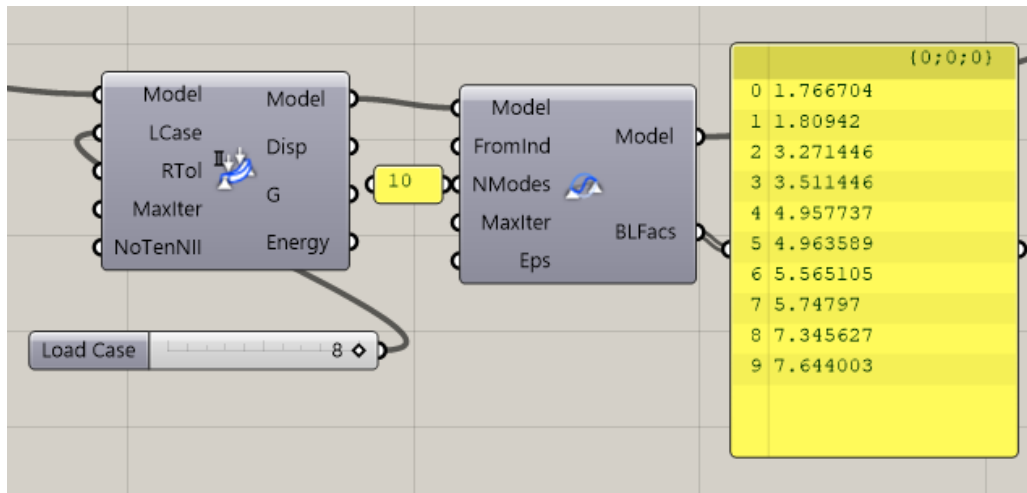 Model
LCase
RTol
MaxIter
NoTenNII
II
Model
Disp
G
Energy
10
Model
FromInd
NModes
MaxIter
Eps
Model
BLFacs
{0;0;0}
0 1.766704
1 1.80942
2 3.271446
3 3.511446
4 4.957737
5 4.963589
6 5.565105
7 5.74797
8 7.345627
9 7.644003
Load Case 8